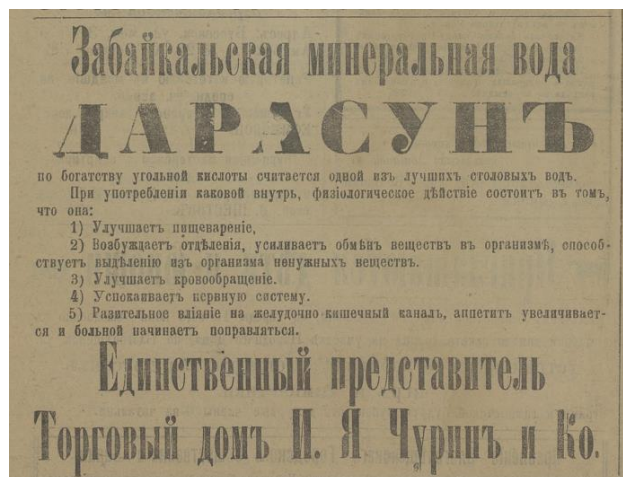 Забайкальская минеральная вода
ДАРАСУНЪ
по богатству угольной кислоты считается одной изъ лучшихъ столовыхъ водъ.
При употребленіи каковой внутрь, физіологическое дѣйствіе состоитъ въ томъ,
что она:
1) Улучшаетъ пищевареніе,
2) Возбуждаетъ отдѣленія, усиливаетъ обмѣнъ веществъ въ организмѣ, способ-
ствуетъ выдѣленію изъ организма ненужныхъ веществъ.
3) Улучшаетъ кровообращеніе.
4) Успокаиваетъ нервную систему.
5) Разительное вліяніе на желудочно-кишечный каналъ, аппетитъ увеличивает-
ся и больной начинаетъ поправляться.
Единственный представитель
Торговый домъ И. Я Чуринъ и Ко.